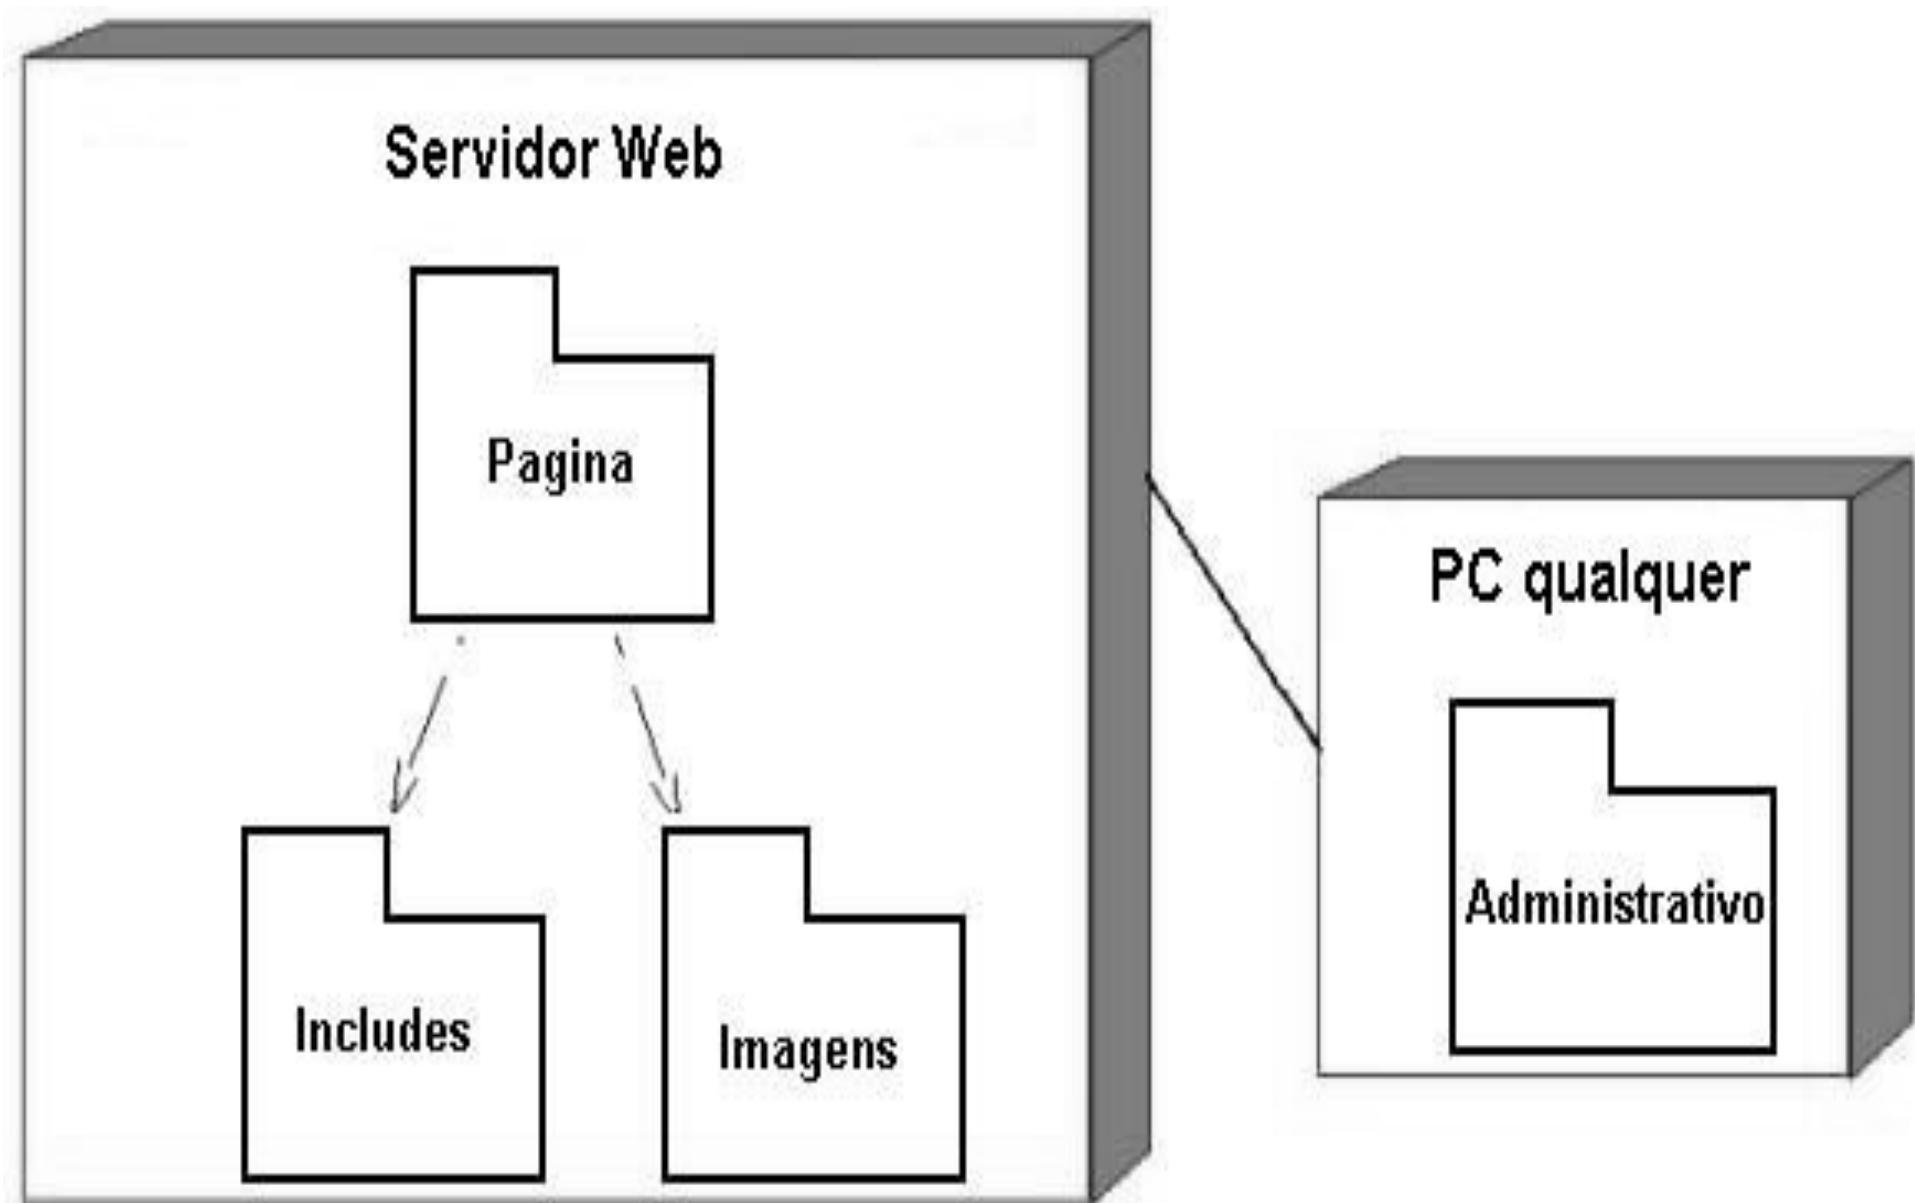 Servidor Web
Pagina
Includes
Imagens
PC qualquer
Administrativo